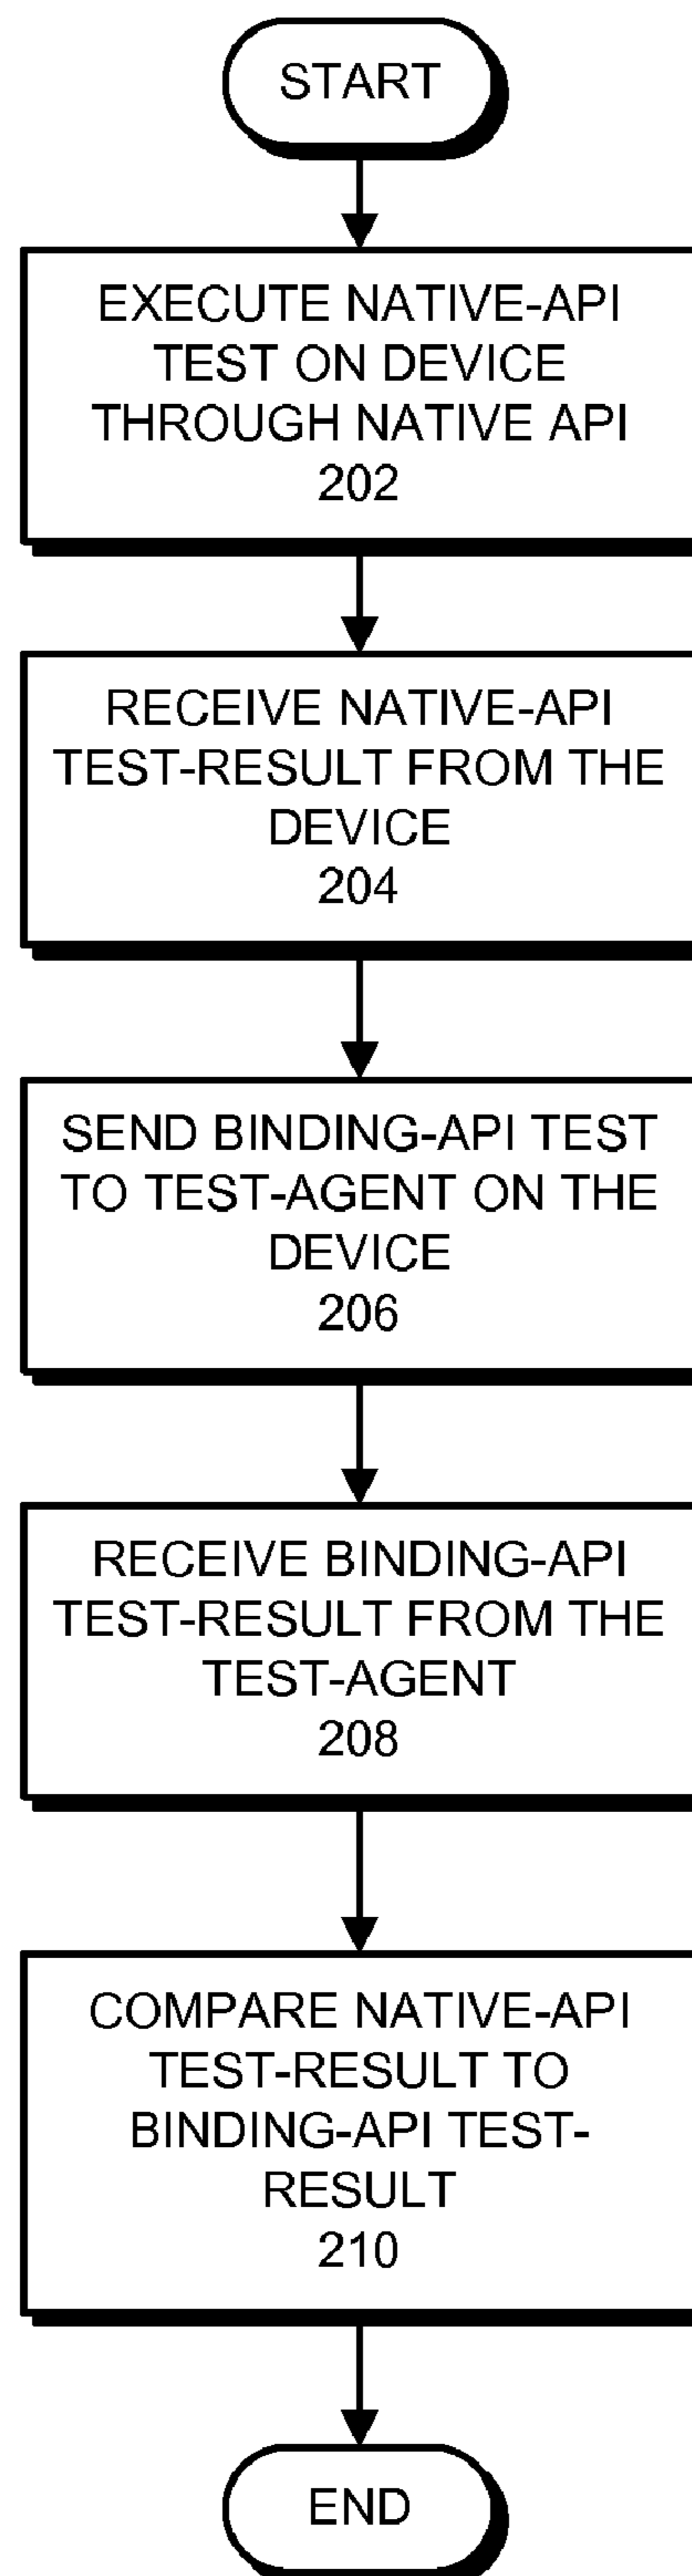 START
EXECUTE NATIVE-API
TEST ON DEVICE
THROUGH NATIVE API
202
RECEIVE NATIVE-API
TEST-RESULT FROM THE
DEVICE
204
SEND BINDING-API TEST
TO TEST-AGENT ON THE
DEVICE
206
RECEIVE BINDING-API
TEST-RESULT FROM THE
TEST-AGENT
208
COMPARE NATIVE-API
TEST-RESULT TO
BINDING-API TEST-
RESULT
210
END